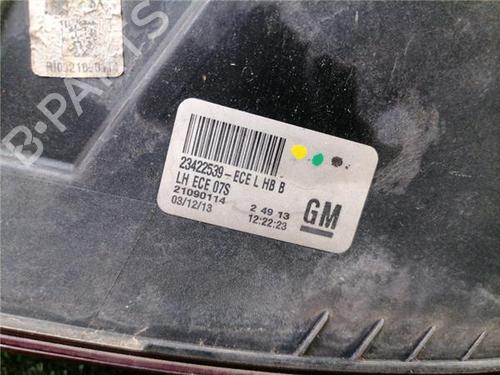 B-PARTS
23422539-ECE L HB B
LH ECE 07S
21090114
03/12/13
2 49 13
12:22:23
GM